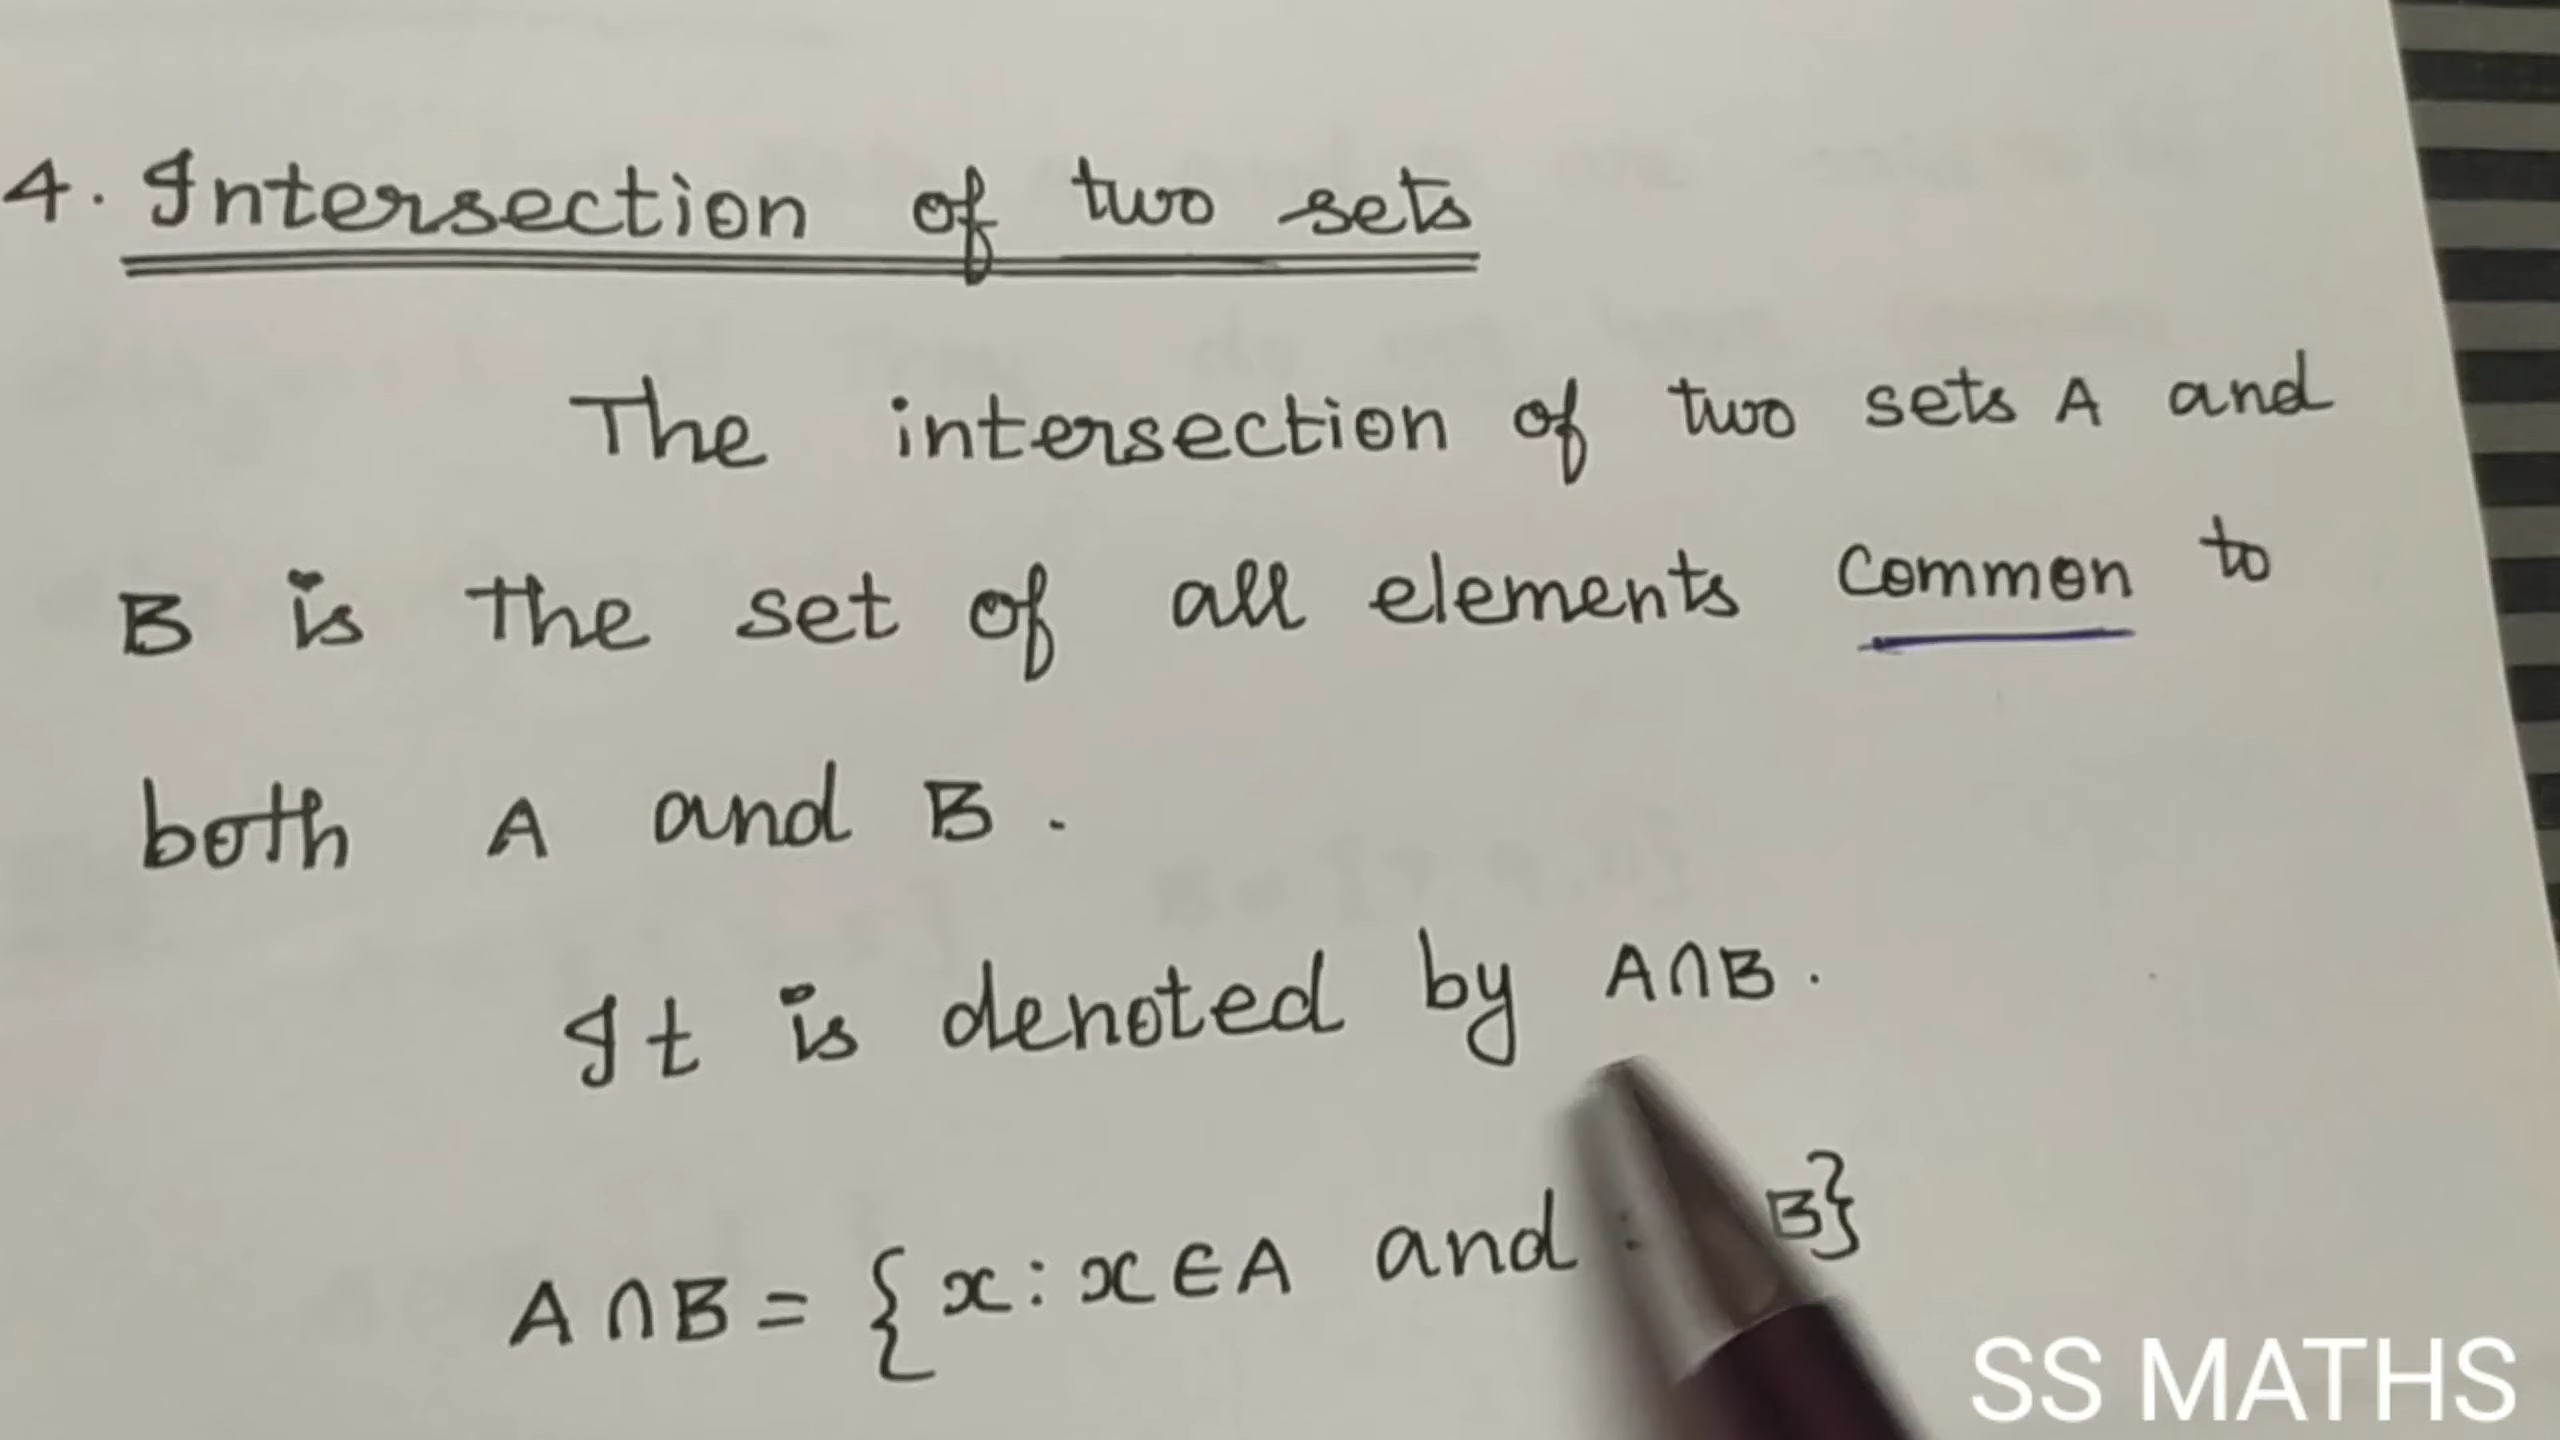 4. Intersection of two sets
The intersection of two sets A and
B is the set of all elements common to
both A and B.
It is denoted by A∩B.
A∩B = {x : x∈A and B}
SS MATHS